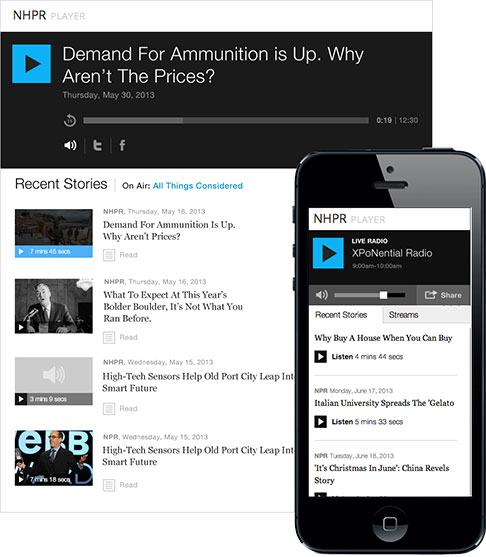 NHPR PLAYER
Demand For Ammunition is Up. Why
Aren't The Prices?
Thursday, May 30, 2013
0:19 | 12:30
Recent Stories On Air: All Things Considered
NHPR, Thursday, May 16, 2013
Demand For Ammunition Is Up.
Why Aren't Prices?
7 mins 45 secs
Read
NHPR, Thursday, May 16, 2013
What To Expect At This Year's
Bolder Boulder, It's Not What You
Ran Before.
Read
NHPR, Wednesday, May 15, 2013
High-Tech Sensors Help Old Port City Leap Int
Smart Future
3 mins 9 secs
Read
NPR, Wednesday, May 15, 2013
High-Tech Sensors Help Old Port City Leap Int
Smart Future
7 mins 18 secs
Read
NHPR PLAYER
LIVE RADIO
XPoNential Radio
9:00am-10:00am
Share
Recent Stories Streams
Why Buy A House When You Can Buy
Listen 4 mins 44 secs
NPR Monday, June 17, 2013
Italian University Spreads The 'Gelato
Listen 5 mins 33 secs
NPR Tuesday, June 18, 2013
'It's Christmas In June': China Revels
Story